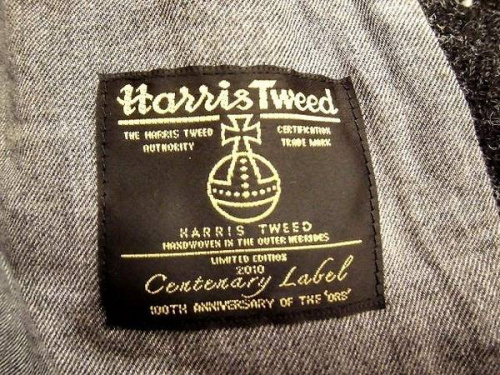 Harris Tweed
THE HARRIS TWEED CERTIFICATION
AUTHORITY TRADE MARK
HARRIS TWEED
HANDWOVEN IN THE OUTER HEBRIDES
LIMITED EDITION
2010
Centenary Label
100TH ANNIVERSARY OF THE 'ORB'